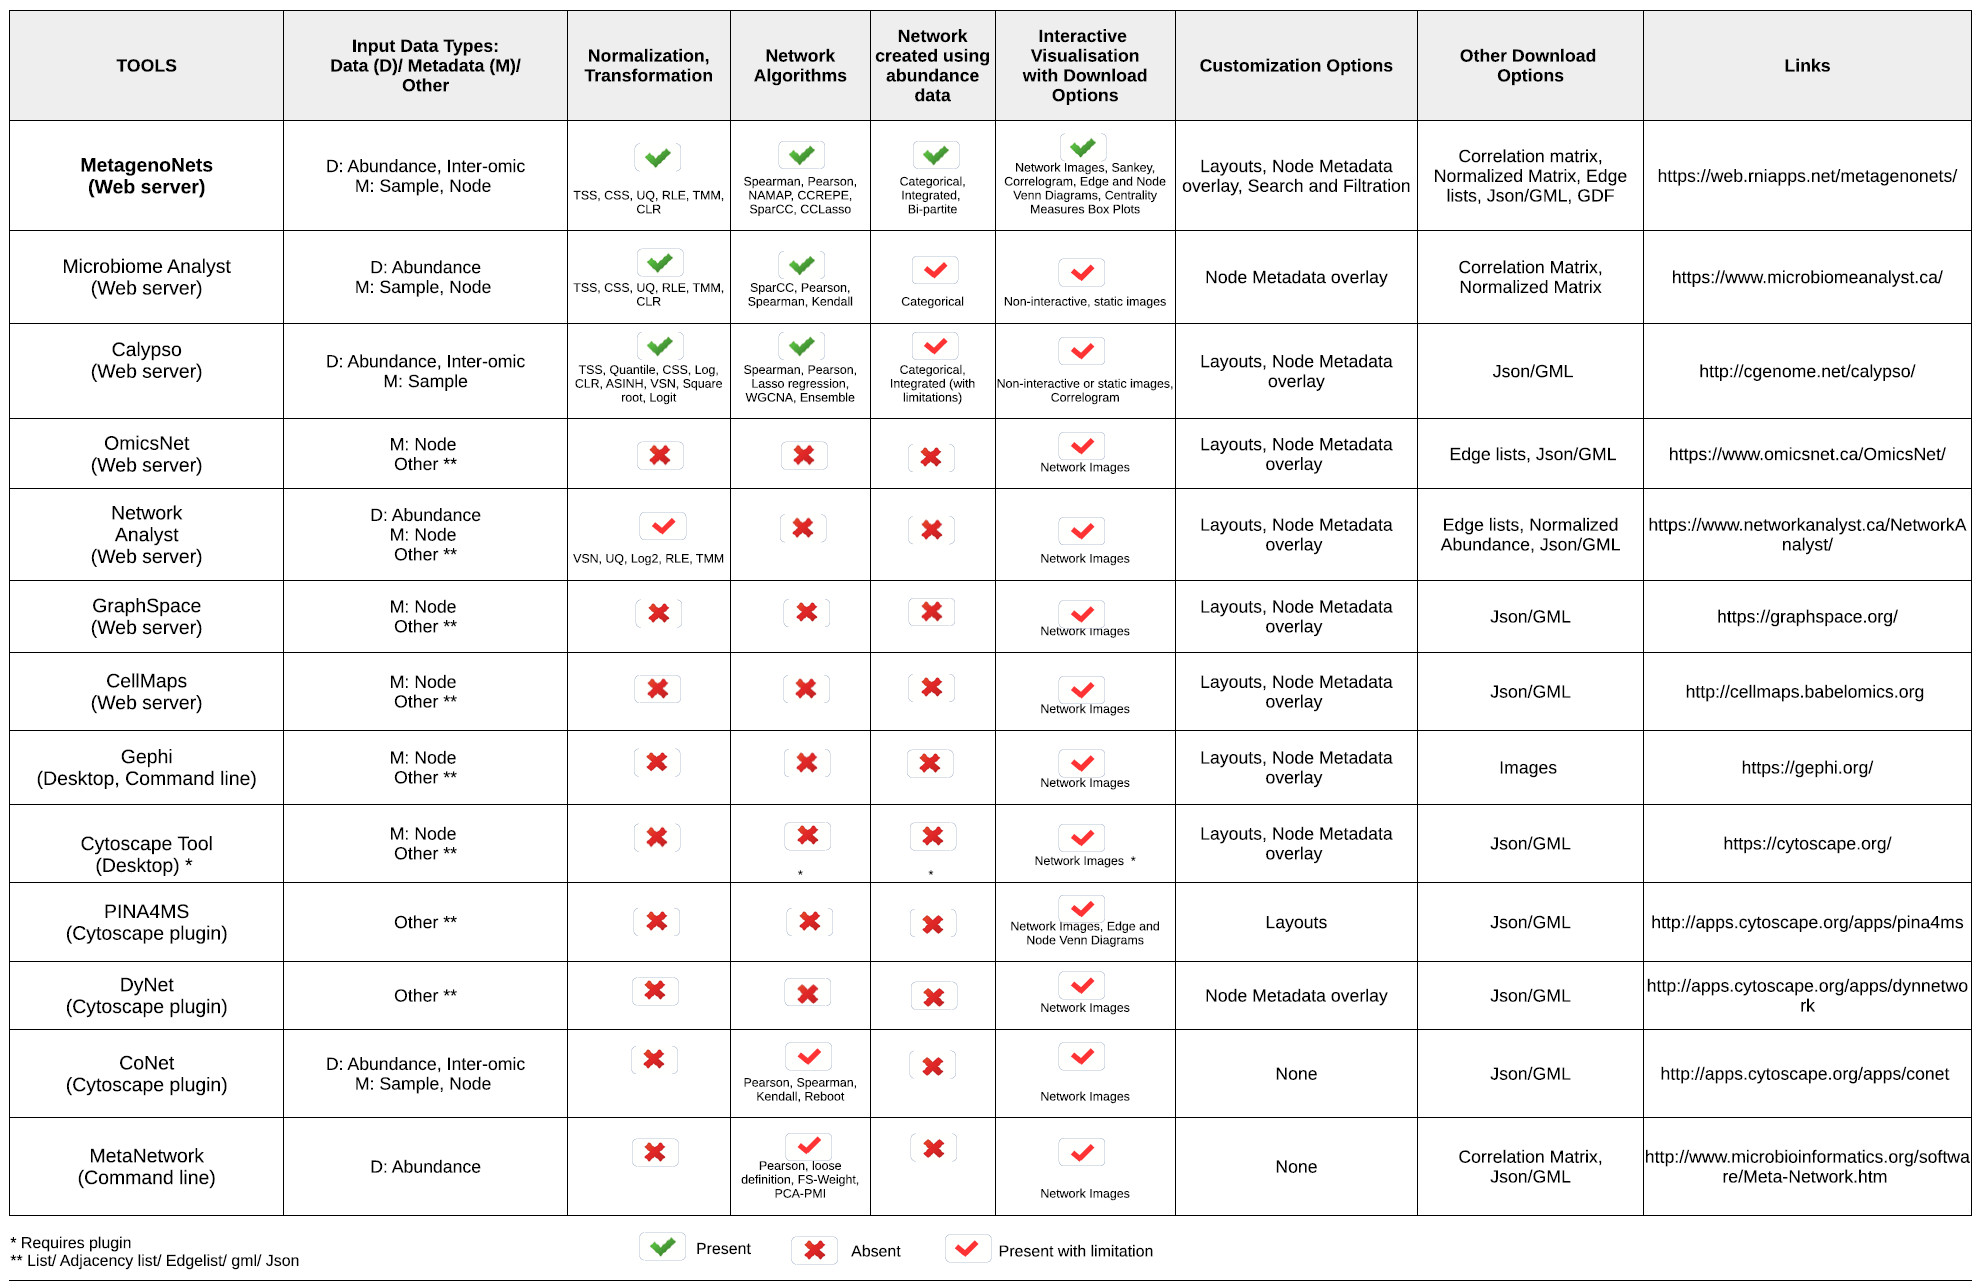 TOOLS
Input Data Types:
Data (D)/ Metadata (M)/
Other
Normalization,
Transformation
Network
Algorithms
Network
created using
abundance
data
Interactive
Visualisation
with Download
Options
Customization Options
Other Download
Options
Links
MetagenoNets
(Web server)
D: Abundance, Inter-omic
M: Sample, Node
TSS, CSS, UQ, RLE, TMM,
CLR
Spearman, Pearson,
NAMAP, CCREPE,
SparCC, CCLasso
Categorical,
Integrated,
Bi-partite
Network Images, Sankey,
Correlogram, Edge and Node
Venn Diagrams, Centrality
Measures Box Plots
Layouts, Node Metadata
overlay, Search and Filtration
Correlation matrix,
Normalized Matrix, Edge
lists, Json/GML, GDF
https://web.rniapps.net/metagenonets/
Microbiome Analyst
(Web server)
D: Abundance
M: Sample, Node
TSS, CSS, UQ, RLE, TMM,
CLR
SparCC, Pearson,
Spearman, Kendall
Categorical
Non-interactive, static images
Node Metadata overlay
Correlation Matrix,
Normalized Matrix
https://www.microbiomeanalyst.ca/
Calypso
(Web server)
D: Abundance, Inter-omic
M: Sample
TSS, Quantile, CSS, Log,
CLR, ASINH, VSN, Square
root, Logit
Spearman, Pearson,
Lasso regression,
WGCNA, Ensemble
Categorical,
Integrated (with
limitations)
Non-interactive or static images,
Correlogram
Layouts, Node Metadata
overlay
Json/GML
http://cgenome.net/calypso/
OmicsNet
(Web server)
M: Node
Other **
Network Images
Layouts, Node Metadata
overlay
Edge lists, Json/GML
https://www.omicsnet.ca/OmicsNet/
Network
Analyst
(Web server)
D: Abundance
M: Node
Other **
VSN, UQ, Log2, RLE, TMM
Network Images
Layouts, Node Metadata
overlay
Edge lists, Normalized
Abundance, Json/GML
https://www.networkanalyst.ca/NetworkA
nalyst/
GraphSpace
(Web server)
M: Node
Other **
Network Images
Layouts, Node Metadata
overlay
Json/GML
https://graphspace.org/
CellMaps
(Web server)
M: Node
Other **
Network Images
Layouts, Node Metadata
overlay
Json/GML
http://cellmaps.babelomics.org
Gephi
(Desktop, Command line)
M: Node
Other **
Network Images
Layouts, Node Metadata
overlay
Images
https://gephi.org/
Cytoscape Tool
(Desktop) *
M: Node
Other **
*
*
Network Images *
Layouts, Node Metadata
overlay
Json/GML
https://cytoscape.org/
PINA4MS
(Cytoscape plugin)
Other **
Network Images, Edge and
Node Venn Diagrams
Layouts
Json/GML
http://apps.cytoscape.org/apps/pina4ms
DyNet
(Cytoscape plugin)
Other **
Network Images
Node Metadata overlay
Json/GML
http://apps.cytoscape.org/apps/dynnetwo
rk
CoNet
(Cytoscape plugin)
D: Abundance, Inter-omic
M: Sample, Node
Pearson, Spearman,
Kendall, Reboot
Network Images
None
Json/GML
http://apps.cytoscape.org/apps/conet
MetaNetwork
(Command line)
D: Abundance
Pearson, loose
definition, FS-Weight,
PCA-PMI
Network Images
None
Correlation Matrix,
Json/GML
http://www.microbioinformatics.org/softwa
re/Meta-Network.htm
* Requires plugin
** List/ Adjacency list/ Edgelist/ gml/ Json
Present
Absent
Present with limitation